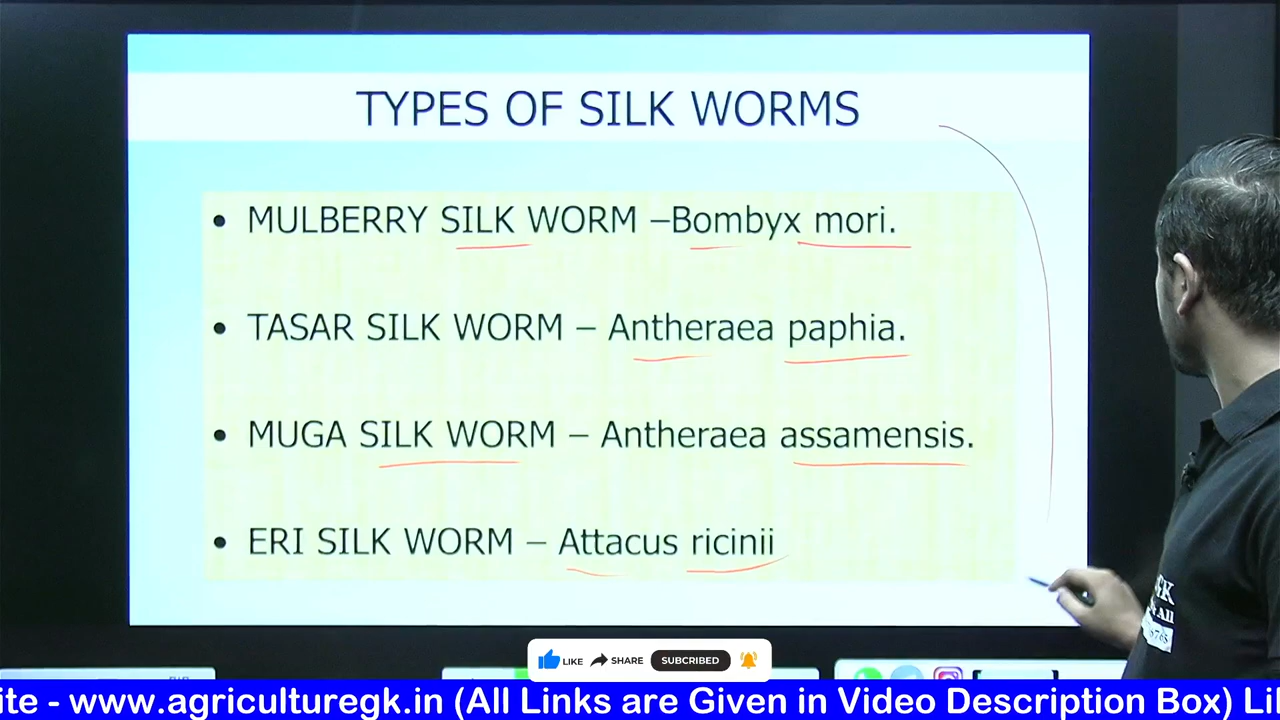 TYPES OF SILK WORMS
• MULBERRY SILK WORM –Bombyx mori.
• TASAR SILK WORM – Antheraea paphia.
• MUGA SILK WORM – Antheraea assamensis.
• ERI SILK WORM – Attacus ricinii
LIKE SHARE SUBCRIBED
ite - www.agriculturegk.in (All Links are Given in Video Description Box) Li